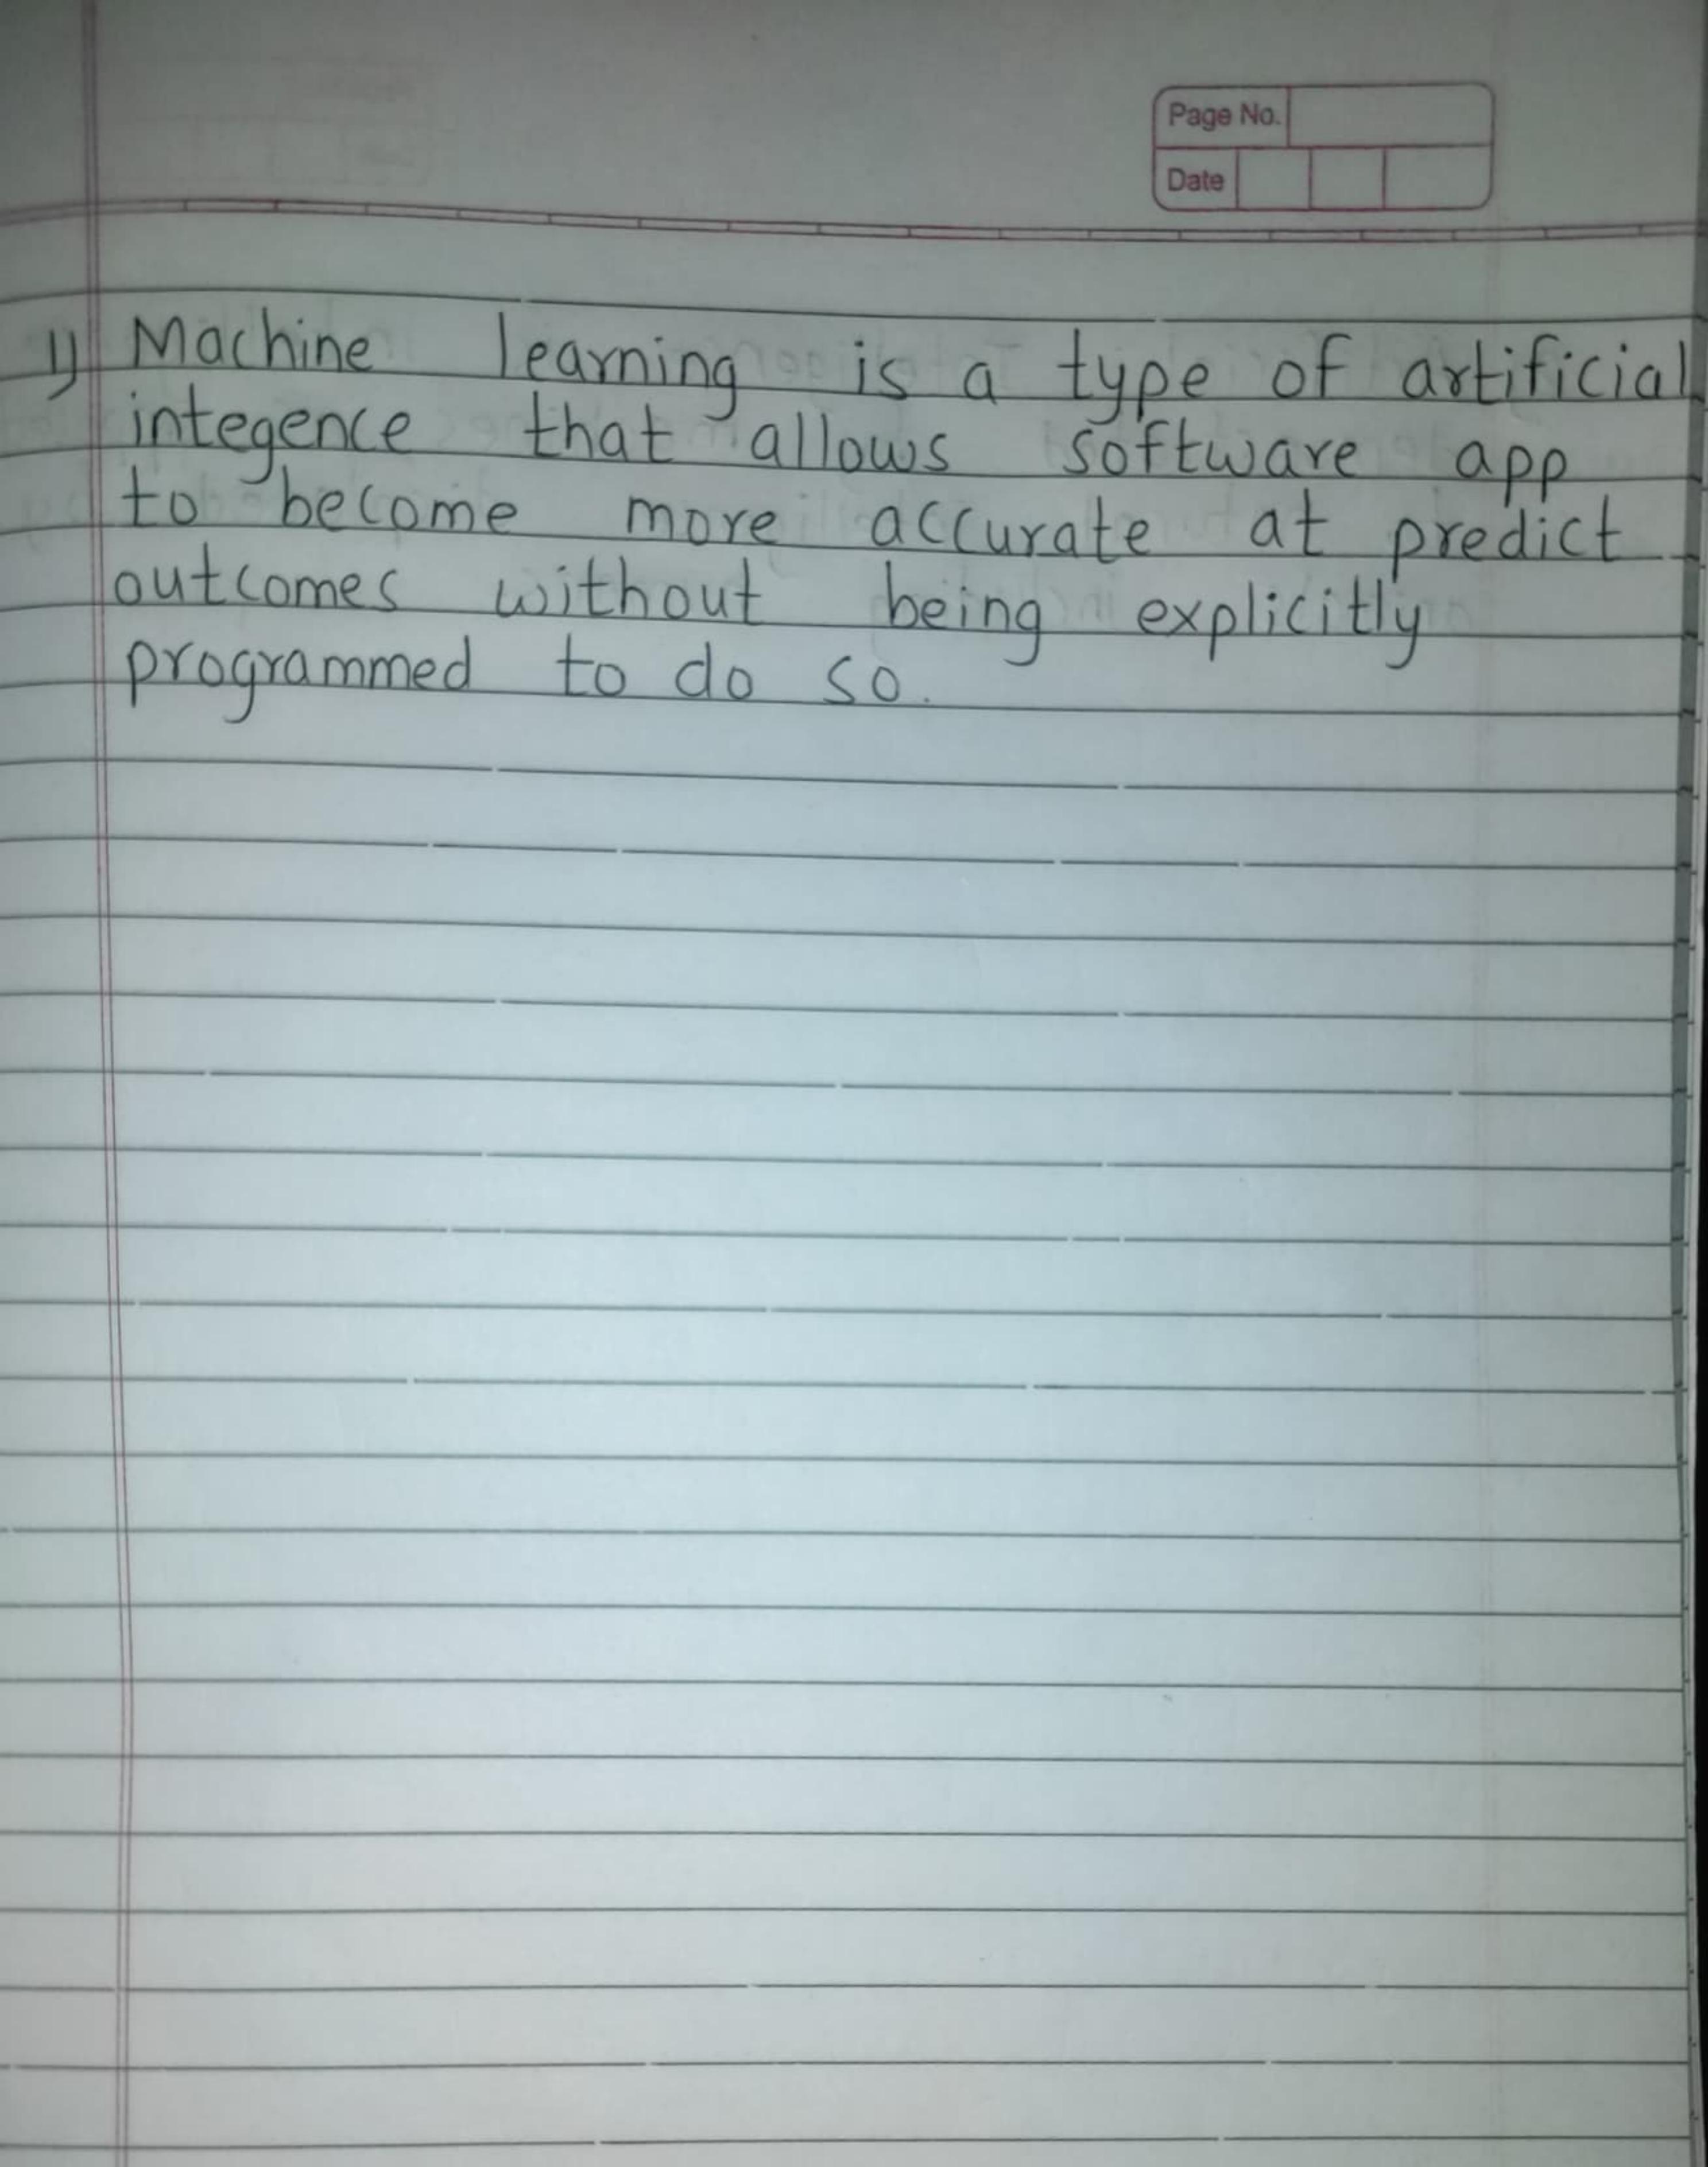 Page No.
Date
1) Machine learning is a type of artificial
integence that allows software app
to become more accurate at predict
outcomes without being explicitly
programmed to do so.